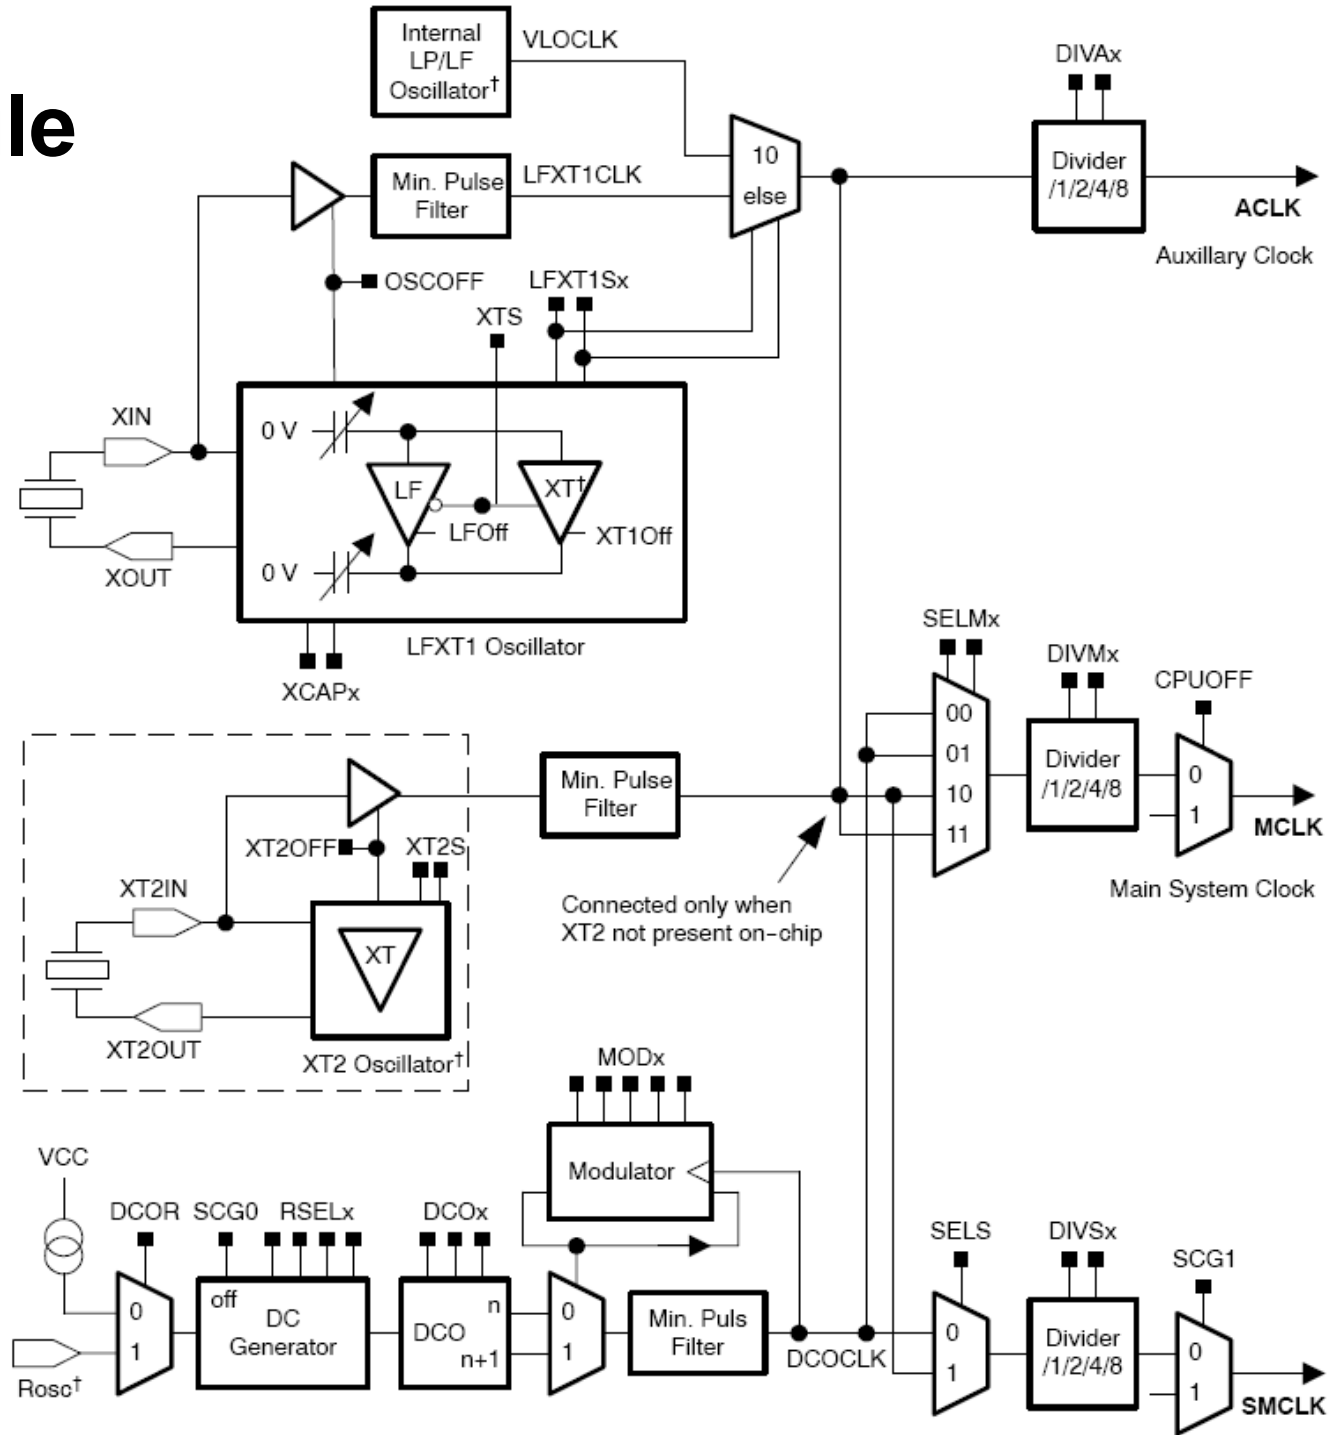 le
Internal
LP/LF
Oscillator†
VLOCLK
DIVAx
10
else
Divider
/1/2/4/8
ACLK
Auxillary Clock
Min. Pulse
Filter
LFXT1CLK
OSCOFF
LFXT1Sx
XTS
XIN
0 V
LF
XT†
LFOff
XT1Off
0 V
XOUT
LFXT1 Oscillator
XCAPx
SELMx
DIVMx
CPUOFF
00
01
10
11
Divider
/1/2/4/8
0
1
MCLK
Main System Clock
Min. Pulse
Filter
XT2OFF
XT2S
XT2IN
XT
XT2OUT
XT2 Oscillator†
Connected only when
XT2 not present on-chip
MODx
Modulator
VCC
DCOR
SCG0
RSELx
DCOx
0
1
Rosc†
off
DC
Generator
n
DCO
n+1
0
1
Min. Puls
Filter
DCOCLK
SELS
DIVSx
SCG1
0
1
Divider
/1/2/4/8
0
1
SMCLK